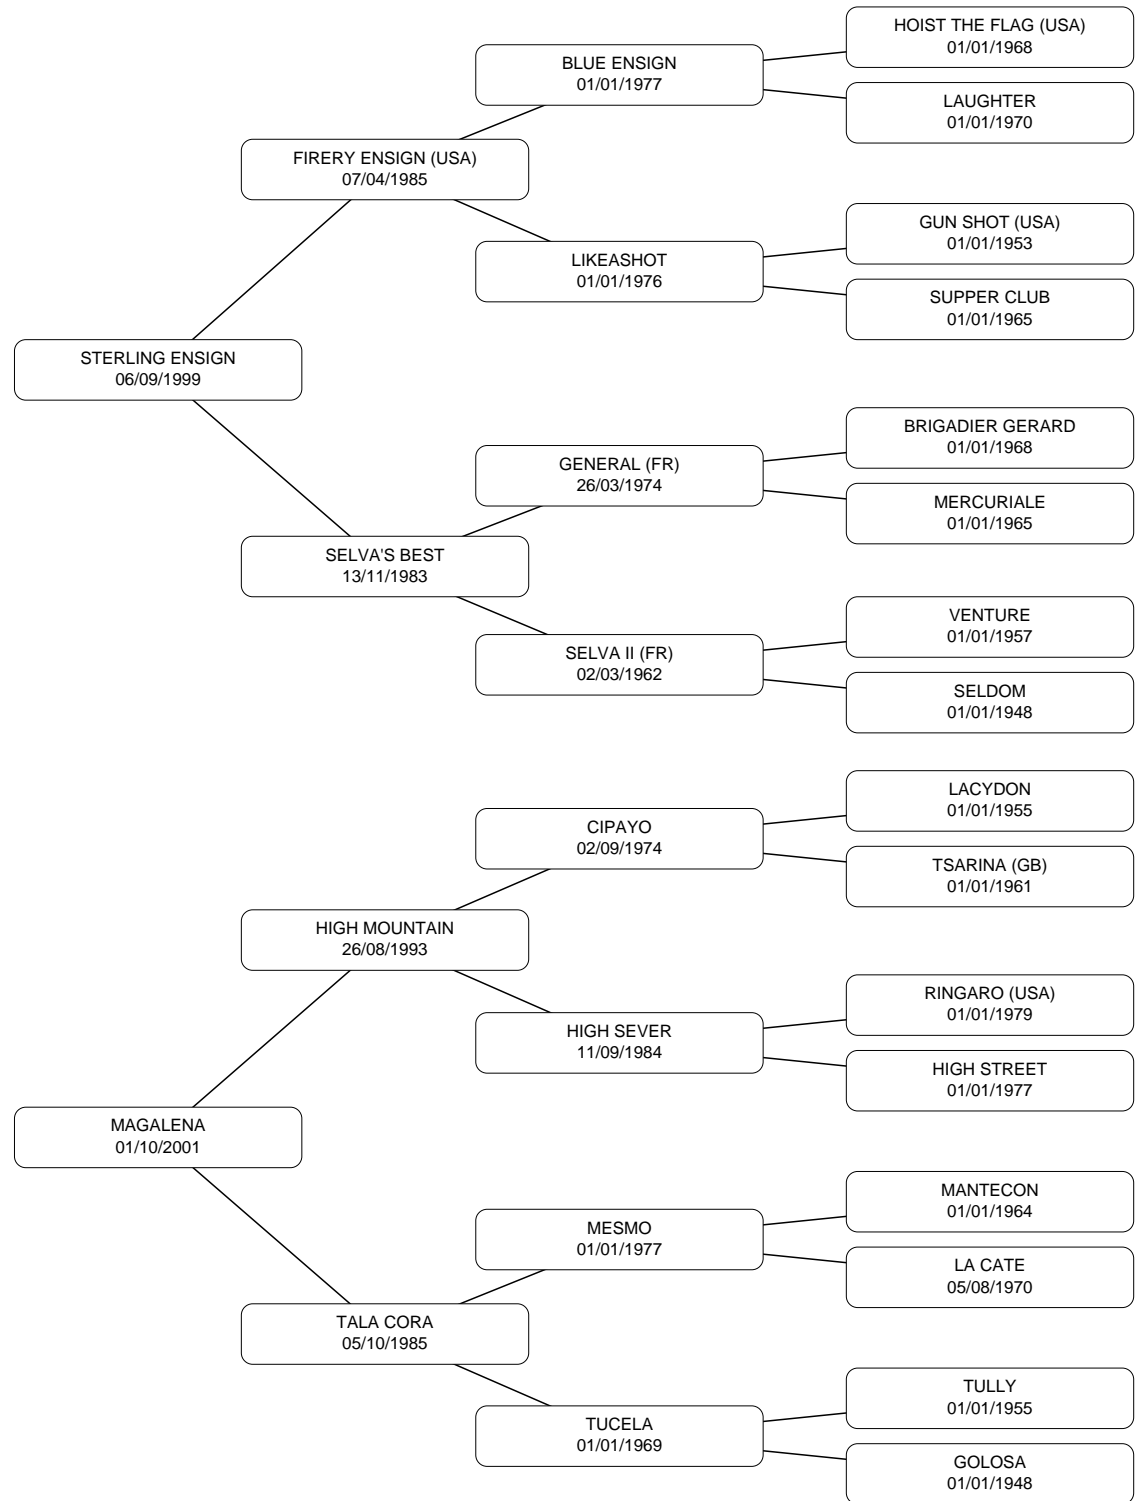 HOIST THE FLAG (USA)
01/01/1968
BLUE ENSIGN
01/01/1977
LAUGHTER
01/01/1970
FIRERY ENSIGN (USA)
07/04/1985
GUN SHOT (USA)
01/01/1953
LIKEASHOT
01/01/1976
SUPPER CLUB
01/01/1965
STERLING ENSIGN
06/09/1999
BRIGADIER GERARD
01/01/1968
GENERAL (FR)
26/03/1974
MERCURIALE
01/01/1965
SELVA'S BEST
13/11/1983
VENTURE
01/01/1957
SELVA II (FR)
02/03/1962
SELDOM
01/01/1948
LACYDON
01/01/1955
CIPAYO
02/09/1974
TSARINA (GB)
01/01/1961
HIGH MOUNTAIN
26/08/1993
RINGARO (USA)
01/01/1979
HIGH SEVER
11/09/1984
HIGH STREET
01/01/1977
MAGALENA
01/10/2001
MANTECON
01/01/1964
MESMO
01/01/1977
LA CATE
05/08/1970
TALA CORA
05/10/1985
TULLY
01/01/1955
TUCELA
01/01/1969
GOLOSA
01/01/1948